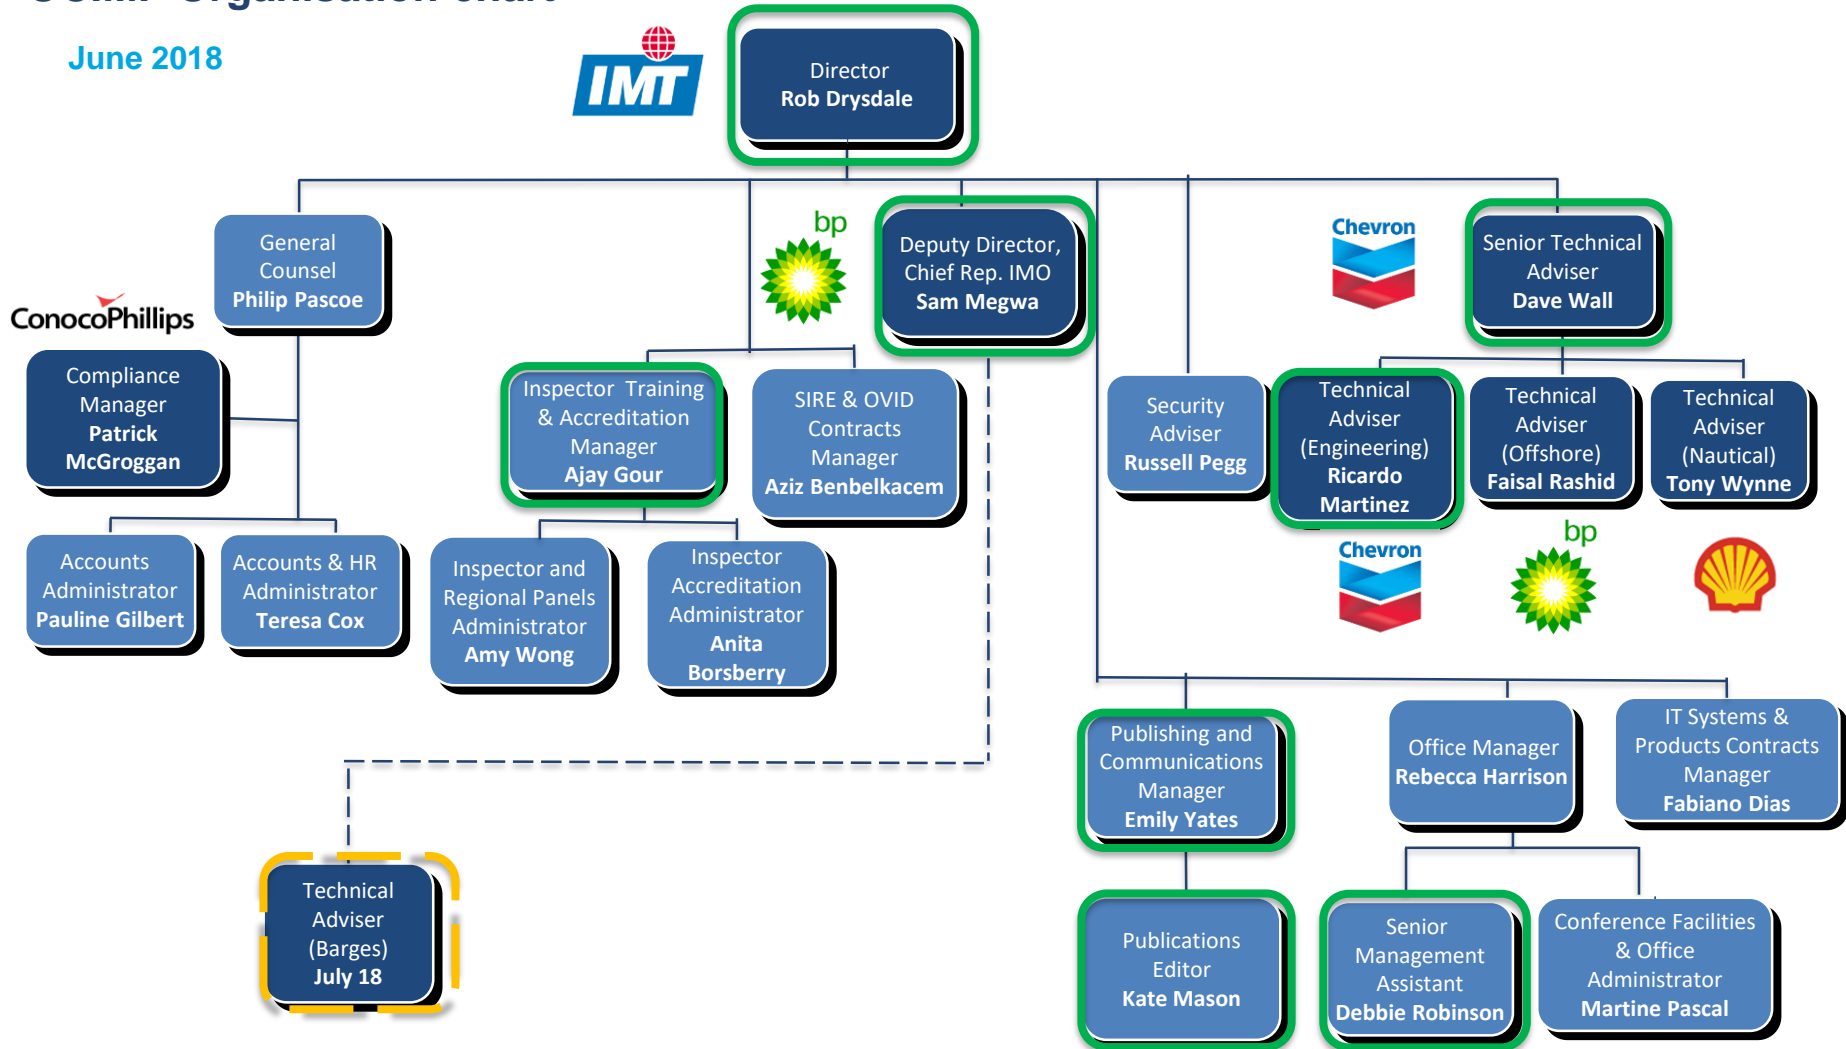 Organisation chart
June 2018
IMT
Director
Rob Drysdale
General
Counsel
Philip Pascoe
bp
Deputy Director,
Chief Rep. IMO
Sam Megwa
Chevron
Senior Technical
Adviser
Dave Wall
ConocoPhillips
Compliance
Manager
Patrick
McGroggan
Inspector Training
& Accreditation
Manager
Ajay Gour
SIRE & OVID
Contracts
Manager
Aziz Benbelkacem
Security
Adviser
Russell Pegg
Technical
Adviser
(Engineering)
Ricardo
Martinez
Technical
Adviser
(Offshore)
Faisal Rashid
Technical
Adviser
(Nautical)
Tony Wynne
Accounts
Administrator
Pauline Gilbert
Accounts & HR
Administrator
Teresa Cox
Inspector and
Regional Panels
Administrator
Amy Wong
Inspector
Accreditation
Administrator
Anita
Borsberry
Chevron
bp
Publishing and
Communications
Manager
Emily Yates
Office Manager
Rebecca Harrison
IT Systems &
Products Contracts
Manager
Fabiano Dias
Technical
Adviser
(Barges)
July 18
Publications
Editor
Kate Mason
Senior
Management
Assistant
Debbie Robinson
Conference Facilities
& Office
Administrator
Martine Pascal